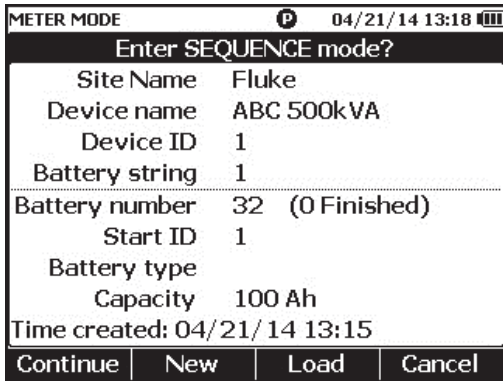 METER MODE P 04/21/14 13:18
Enter SEQUENCE mode?
Site Name Fluke
Device name ABC 500kVA
Device ID 1
Battery string 1
Battery number 32 (0 Finished)
Start ID 1
Battery type
Capacity 100 Ah
Time created: 04/21/14 13:15
Continue New Load Cancel